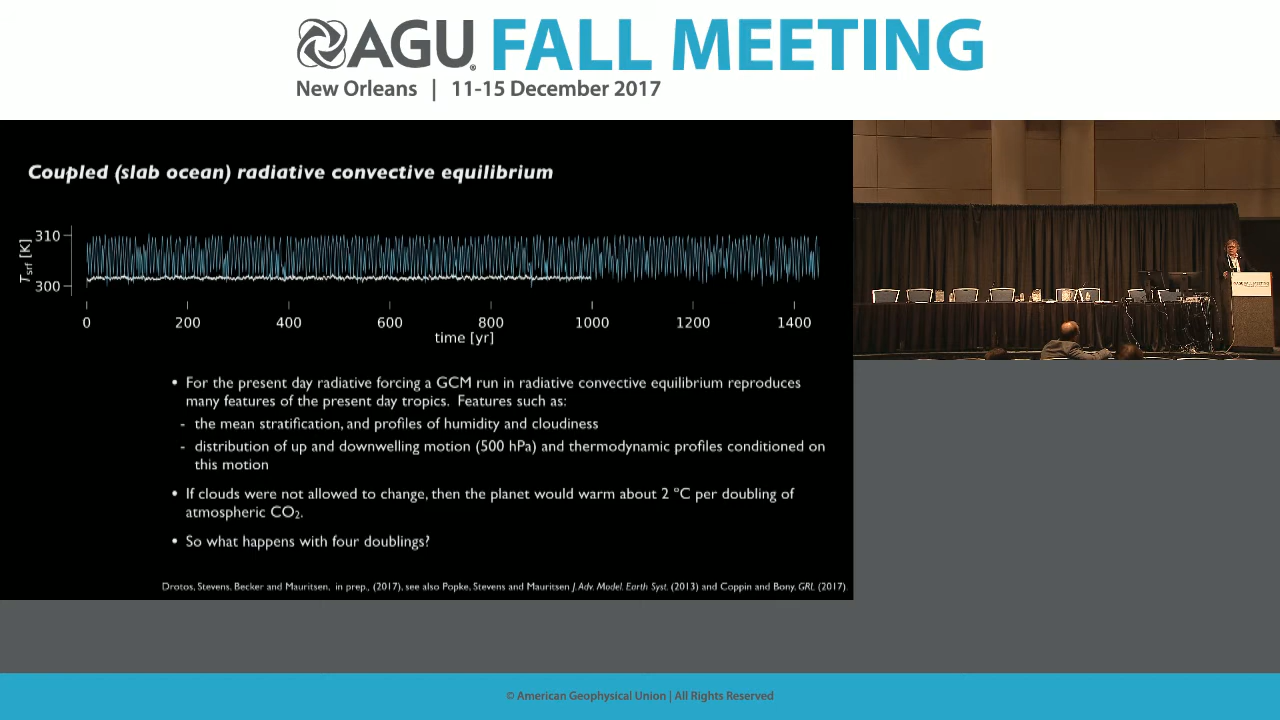 AGU FALL MEETING
New Orleans | 11-15 December 2017
Coupled (slab ocean) radiative convective equilibrium
310
300
Tsrf [K]
0 200 400 600 800 1000 1200 1400
time [yr]
• For the present day radiative forcing a GCM run in radiative convective equilibrium reproduces
many features of the present day tropics. Features such as:
- the mean stratification, and profiles of humidity and cloudiness
- distribution of up and downwelling motion (500 hPa) and thermodynamic profiles conditioned on
this motion
• If clouds were not allowed to change, then the planet would warm about 2 ºC per doubling of
atmospheric CO₂.
• So what happens with four doublings?
Drotos, Stevens, Becker and Mauritsen, in prep., (2017), see also Popke, Stevens and Mauritsen J. Adv. Model. Earth Syst. (2013) and Coppin and Bony, GRL (2017).
FALL MEETING
© American Geophysical Union | All Rights Reserved